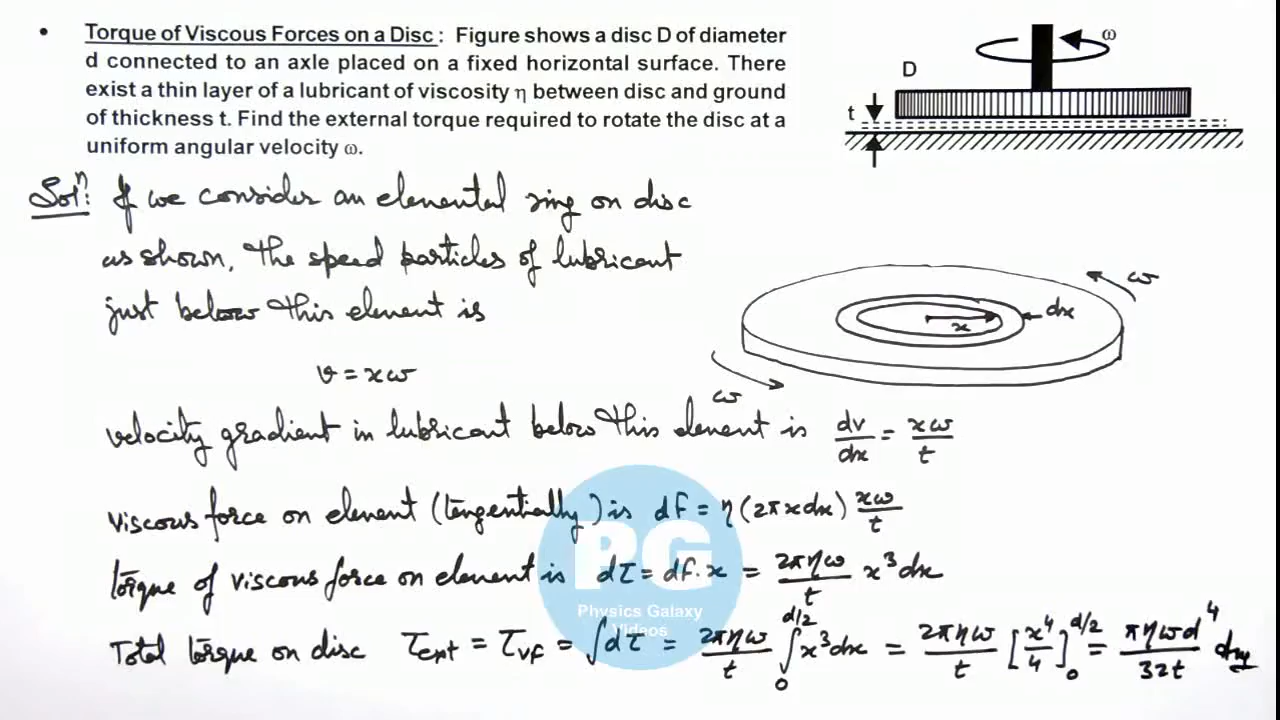 • Torque of Viscous Forces on a Disc : Figure shows a disc D of diameter
d connected to an axle placed on a fixed horizontal surface. There
exist a thin layer of a lubricant of viscosity η between disc and ground
of thickness t. Find the external torque required to rotate the disc at a
uniform angular velocity ω.
ω
D
t
Solⁿ: If we consider an elemental ring on disc
as shown, The speed particles of lubricant
just below this element is
v = xω
ω
dx
x
ω
velocity gradient in lubricant below this element is dv/dx = xω/t
viscous force on element (tangentially) is dF = η(2πx dx) xω/t
torque of viscous force on element is dτ = dF·x = 2πηω/t x³dx
Total torque on disc τext = τvf = ∫dτ = 2πηω/t ∫₀^{d/2} x³dx = 2πηω/t [x⁴/4]₀^{d/2} = πηωd⁴/32t
PG
Physics Galaxy
Videos